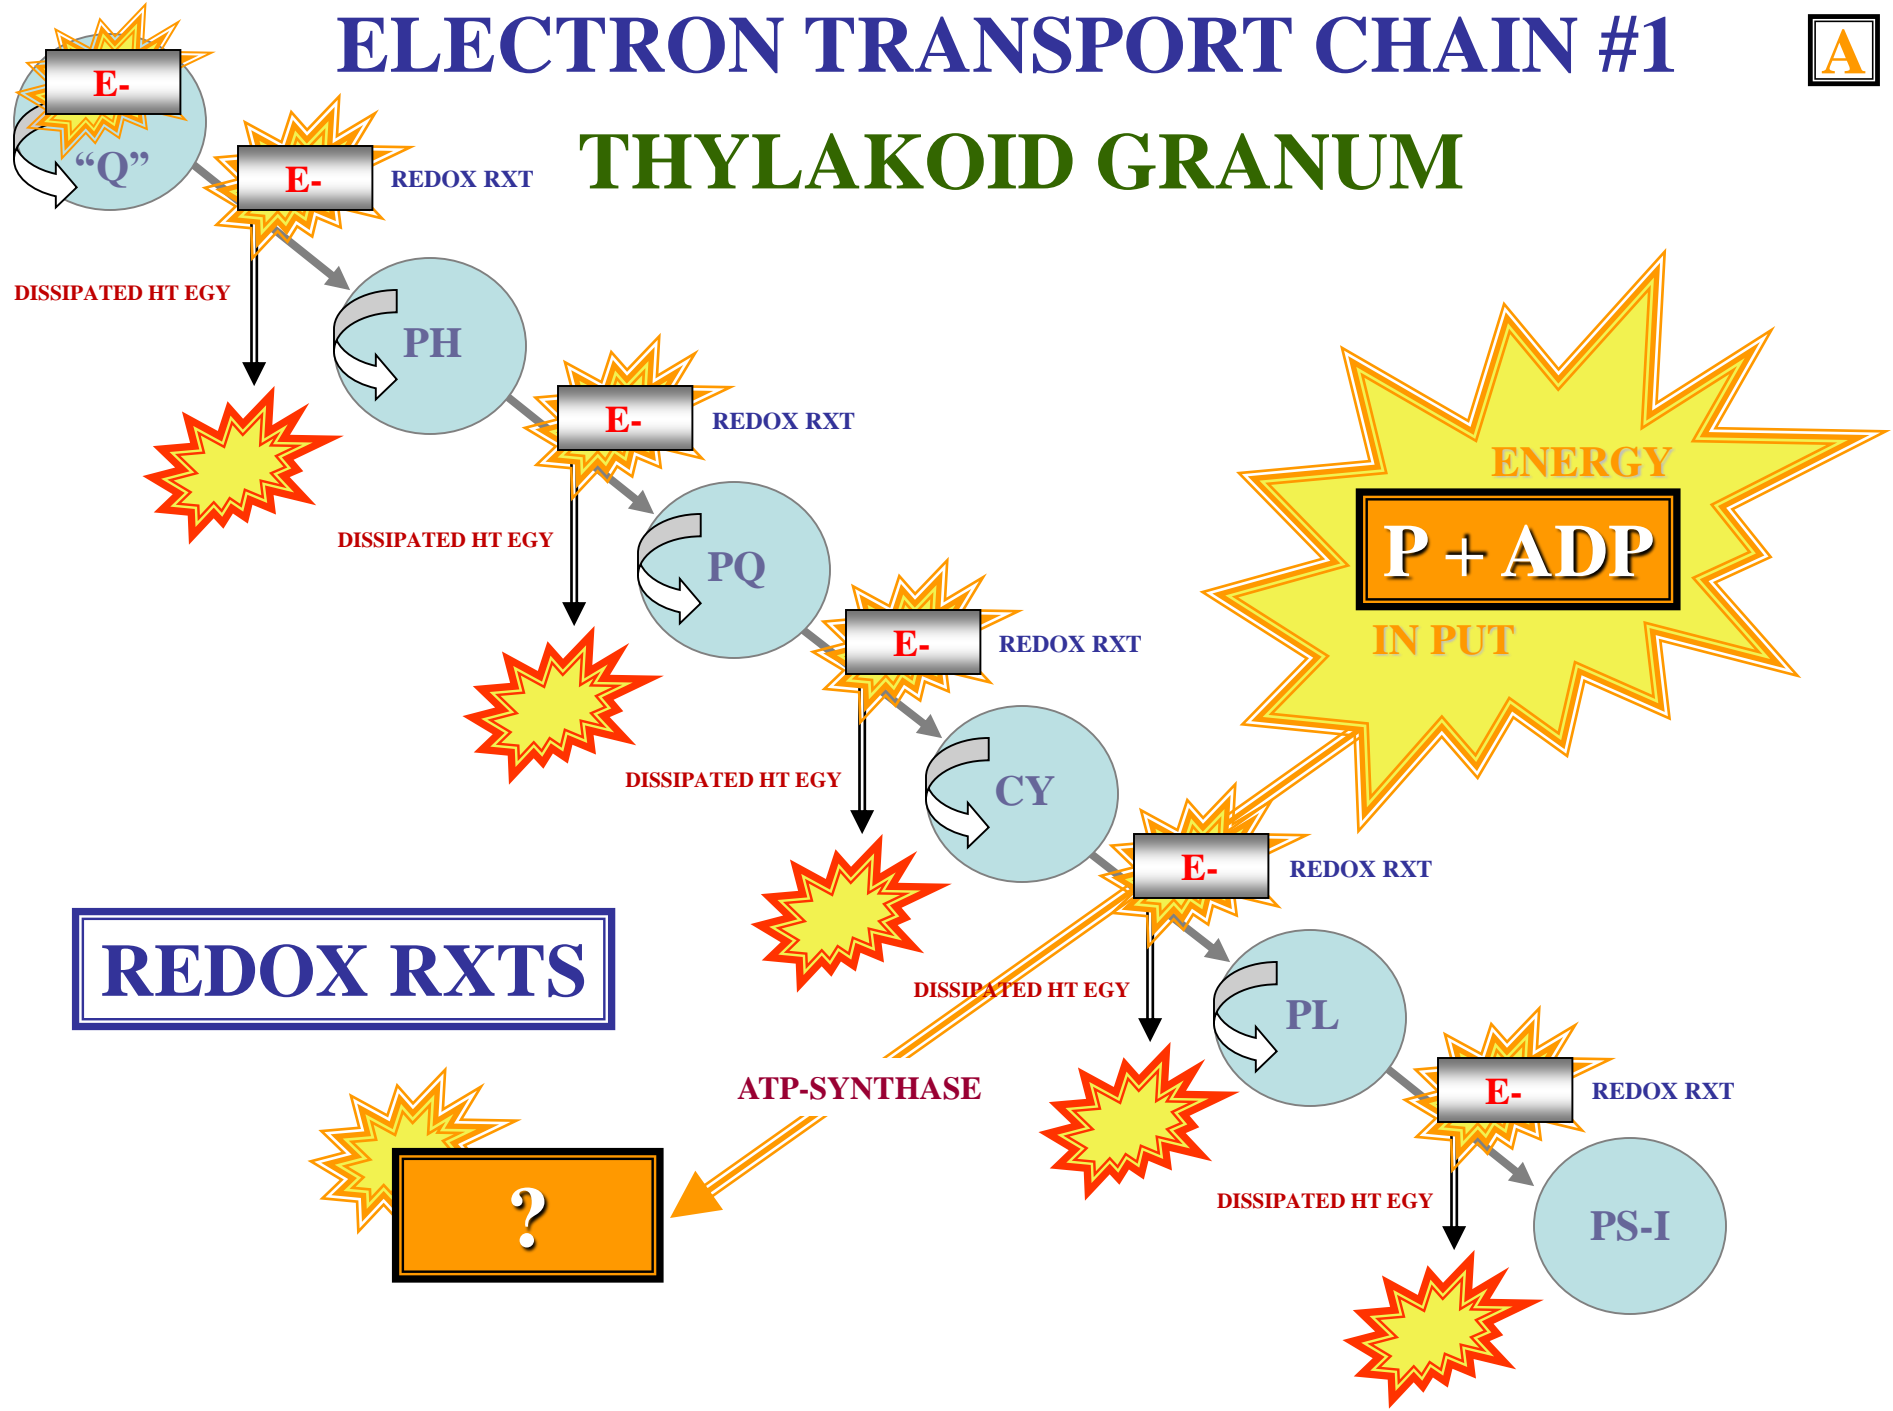 ELECTRON TRANSPORT CHAIN #1
A
THYLAKOID GRANUM
E-
“Q”
E-
REDOX RXT
DISSIPATED HT EGY
PH
E-
REDOX RXT
DISSIPATED HT EGY
PQ
E-
REDOX RXT
DISSIPATED HT EGY
CY
E-
REDOX RXT
DISSIPATED HT EGY
PL
E-
REDOX RXT
DISSIPATED HT EGY
PS-I
ENERGY
P + ADP
IN PUT
REDOX RXTS
ATP-SYNTHASE
?